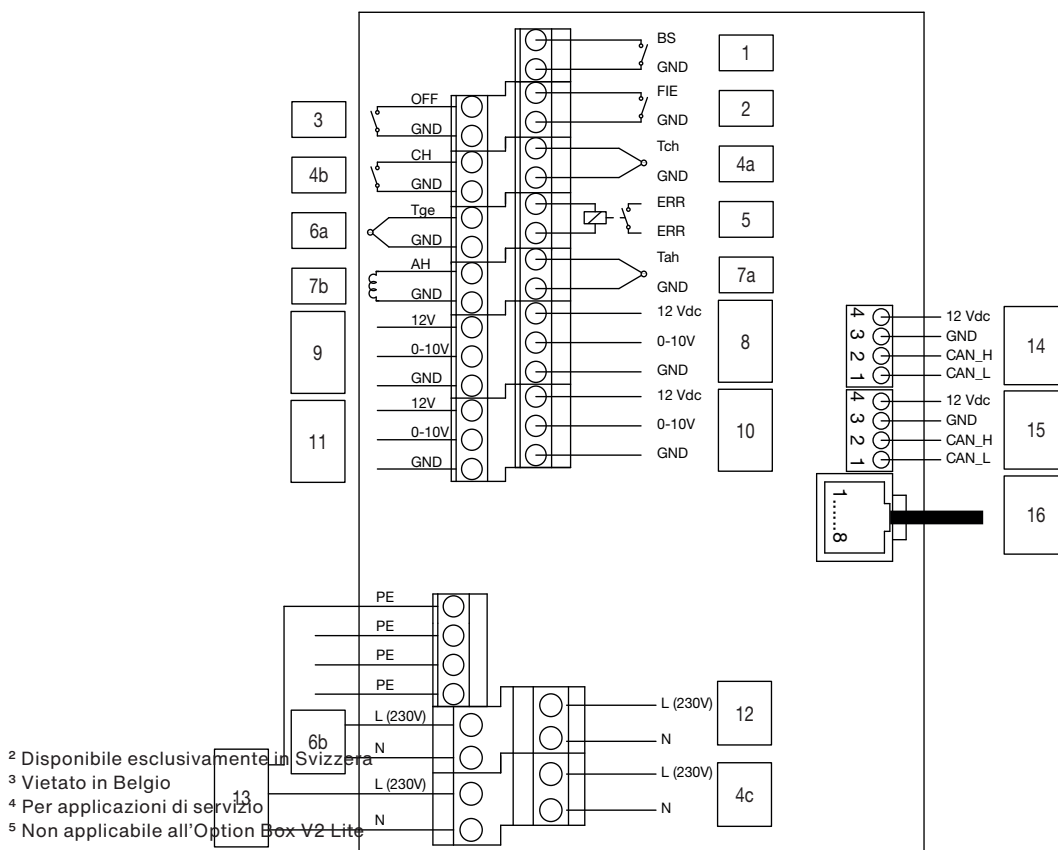 BS
1
GND
FIE
2
GND
3
OFF
GND
Tch
4a
GND
4b
CH
GND
ERR
5
ERR
6a
Tge
GND
Tah
7a
GND
7b
AH
GND
12 Vdc
8
0-10V
GND
9
12V
0-10V
GND
12 Vdc
10
0-10V
GND
11
12V
0-10V
GND
4 12 Vdc
3 GND
2 CAN_H
1 CAN_L
14
4 12 Vdc
3 GND
2 CAN_H
1 CAN_L
15
1......8
16
PE
PE
PE
PE
6b
L (230V)
N
L (230V)
12
N
13
L (230V)
N
L (230V)
4c
N
² Disponibile esclusivamente in Svizzera
³ Vietato in Belgio
⁴ Per applicazioni di servizio
⁵ Non applicabile all'Option Box V2 Lite